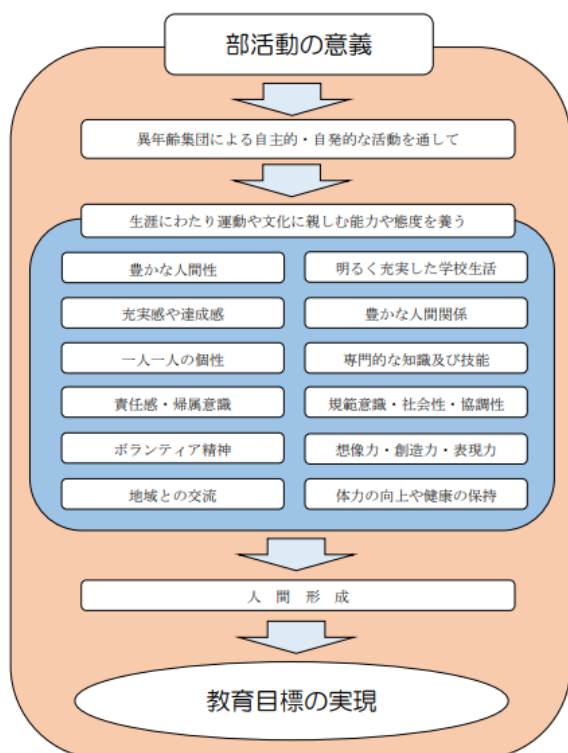 部活動の意義
異年齢集団による自主的・自発的な活動を通して
生涯にわたり運動や文化に親しむ能力や態度を養う
豊かな人間性
明るく充実した学校生活
充実感や達成感
豊かな人間関係
一人一人の個性
専門的な知識及び技能
責任感・帰属意識
規範意識・社会性・協調性
ボランティア精神
想像力・創造力・表現力
地域との交流
体力の向上や健康の保持
人　間　形　成
教育目標の実現